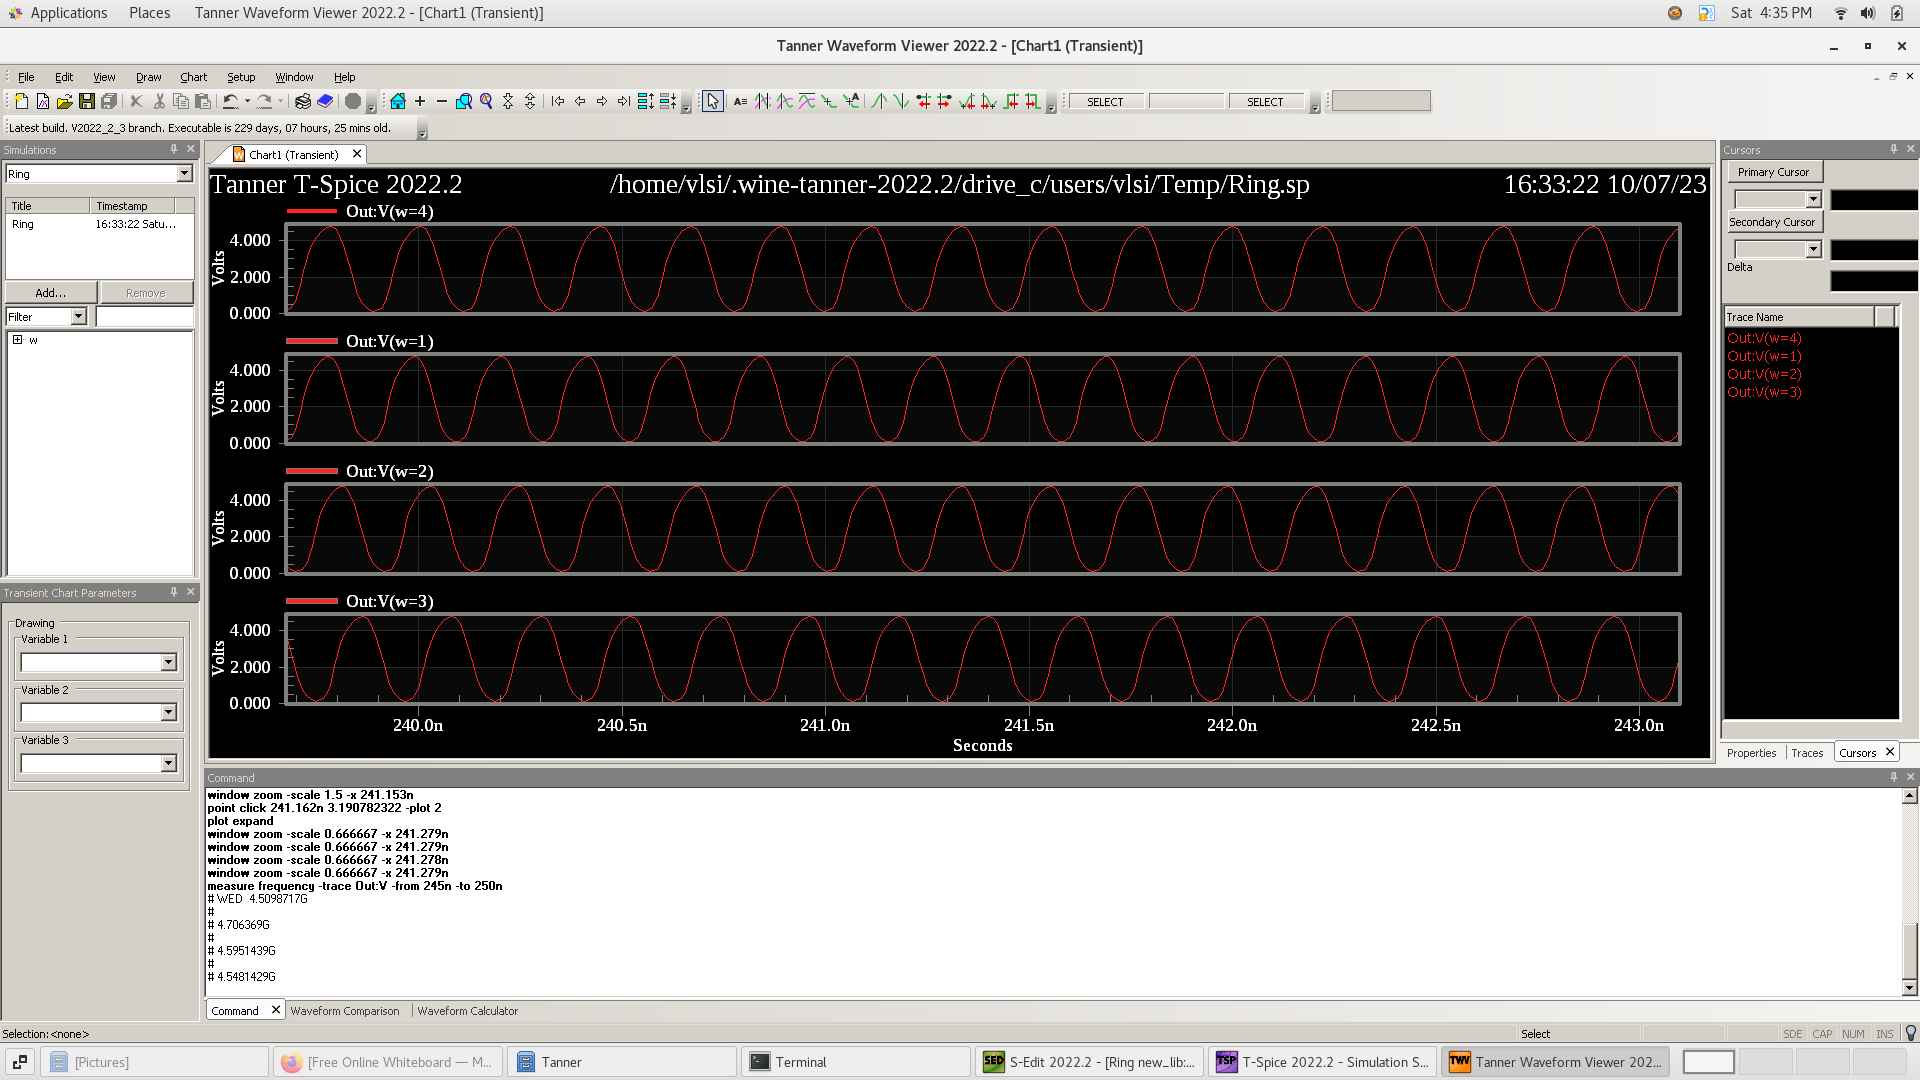 Applications Places Tanner Waveform Viewer 2022.2 - [Chart1 (Transient)] Sat 4:35 PM
Tanner Waveform Viewer 2022.2 - [Chart1 (Transient)]
File Edit View Draw Chart Setup Window Help
SELECT SELECT
Latest build. V2022_2_3 branch. Executable is 229 days, 07 hours, 25 mins old.
Simulations
Ring
Title Timestamp
Ring 16:33:22 Satu...
Add... Remove
Filter
w
Transient Chart Parameters
Drawing
Variable 1
Variable 2
Variable 3
Chart1 (Transient)
Tanner T-Spice 2022.2 /home/vlsi/.wine-tanner-2022.2/drive_c/users/vlsi/Temp/Ring.sp 16:33:22 10/07/23
Out:V(w=4)
4.000
2.000
0.000
Volts
Out:V(w=1)
4.000
2.000
0.000
Volts
Out:V(w=2)
4.000
2.000
0.000
Volts
Out:V(w=3)
4.000
2.000
0.000
Volts
240.0n 240.5n 241.0n 241.5n 242.0n 242.5n 243.0n
Seconds
Cursors
Primary Cursor
Secondary Cursor
Delta
Trace Name
Out:V(w=4)
Out:V(w=1)
Out:V(w=2)
Out:V(w=3)
Properties Traces Cursors
Command
window zoom -scale 1.5 -x 241.153n
point click 241.162n 3.190782322 -plot 2
plot expand
window zoom -scale 0.666667 -x 241.279n
window zoom -scale 0.666667 -x 241.279n
window zoom -scale 0.666667 -x 241.278n
window zoom -scale 0.666667 -x 241.279n
measure frequency -trace Out:V -from 245n -to 250n
# WED 4.5098717G
#
# 4.706369G
#
# 4.5951439G
#
# 4.5481429G
Command Waveform Comparison Waveform Calculator
Selection: <none> Select SDE CAP NUM INS
[Pictures] [Free Online Whiteboard — M... Tanner Terminal S-Edit 2022.2 - [Ring new_lib:... T-Spice 2022.2 - Simulation S... Tanner Waveform Viewer 202...